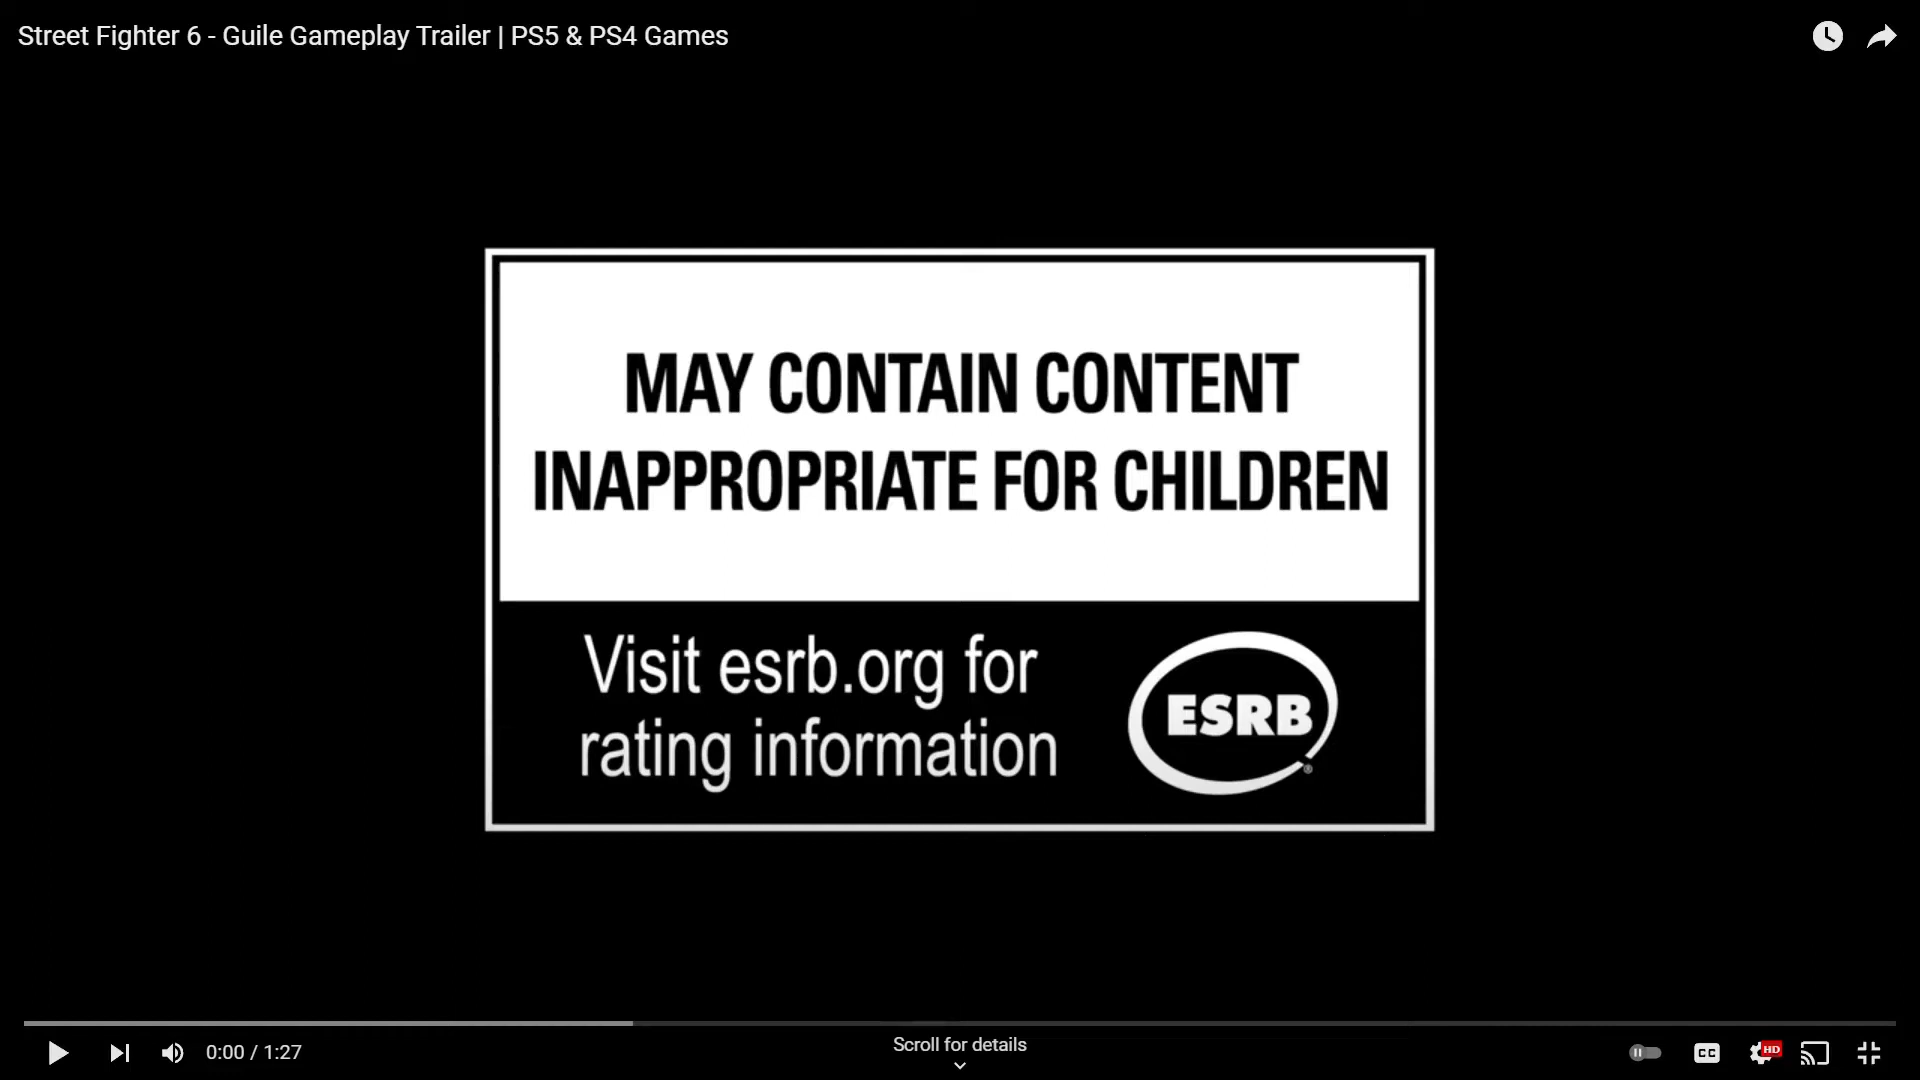 Street Fighter 6 - Guile Gameplay Trailer | PS5 & PS4 Games
MAY CONTAIN CONTENT
INAPPROPRIATE FOR CHILDREN
Visit esrb.org for
rating information
ESRB
®
Scroll for details
0:00 / 1:27
CC
HD